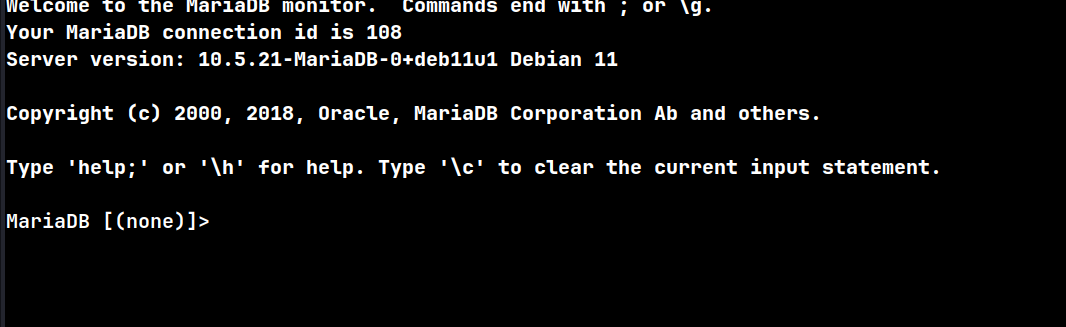 Welcome to the MariaDB monitor.  Commands end with ; or \g.
Your MariaDB connection id is 108
Server version: 10.5.21-MariaDB-0+deb11u1 Debian 11
Copyright (c) 2000, 2018, Oracle, MariaDB Corporation Ab and others.
Type 'help;' or '\h' for help. Type '\c' to clear the current input statement.
MariaDB [(none)]>